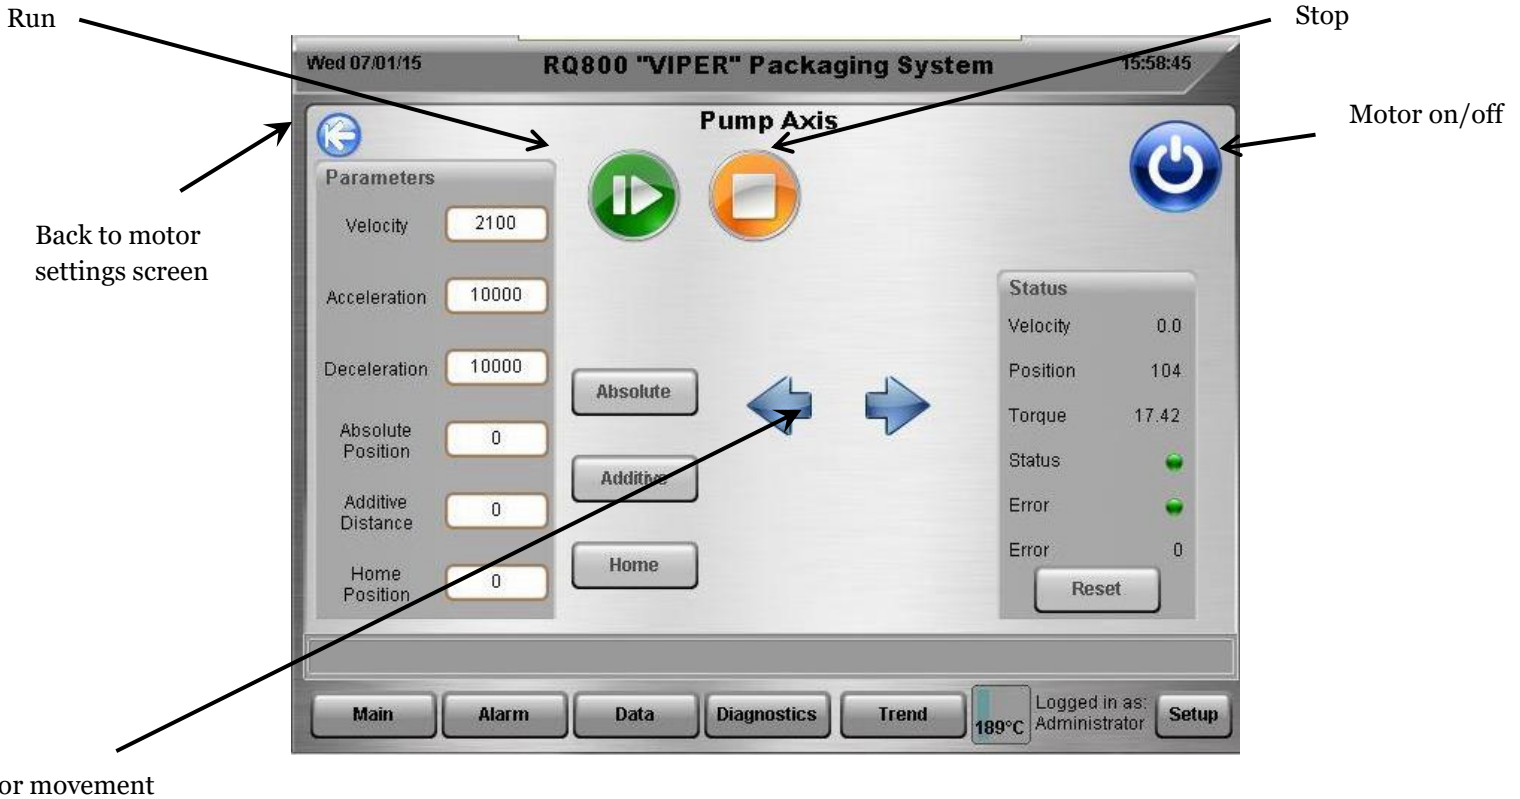 Run
Stop
Wed 07/01/15
RQ800 "VIPER" Packaging System
15:58:45
Motor on/off
Pump Axis
Back to motor
settings screen
Parameters
Velocity
2100
Acceleration
10000
Deceleration
10000
Absolute
Position
0
Additive
Distance
0
Home
Position
0
Absolute
Additive
Home
Status
Velocity 0.0
Position 104
Torque 17.42
Status
Error
Error 0
Reset
Main
Alarm
Data
Diagnostics
Trend
189°C
Logged in as:
Administrator
Setup
or movement